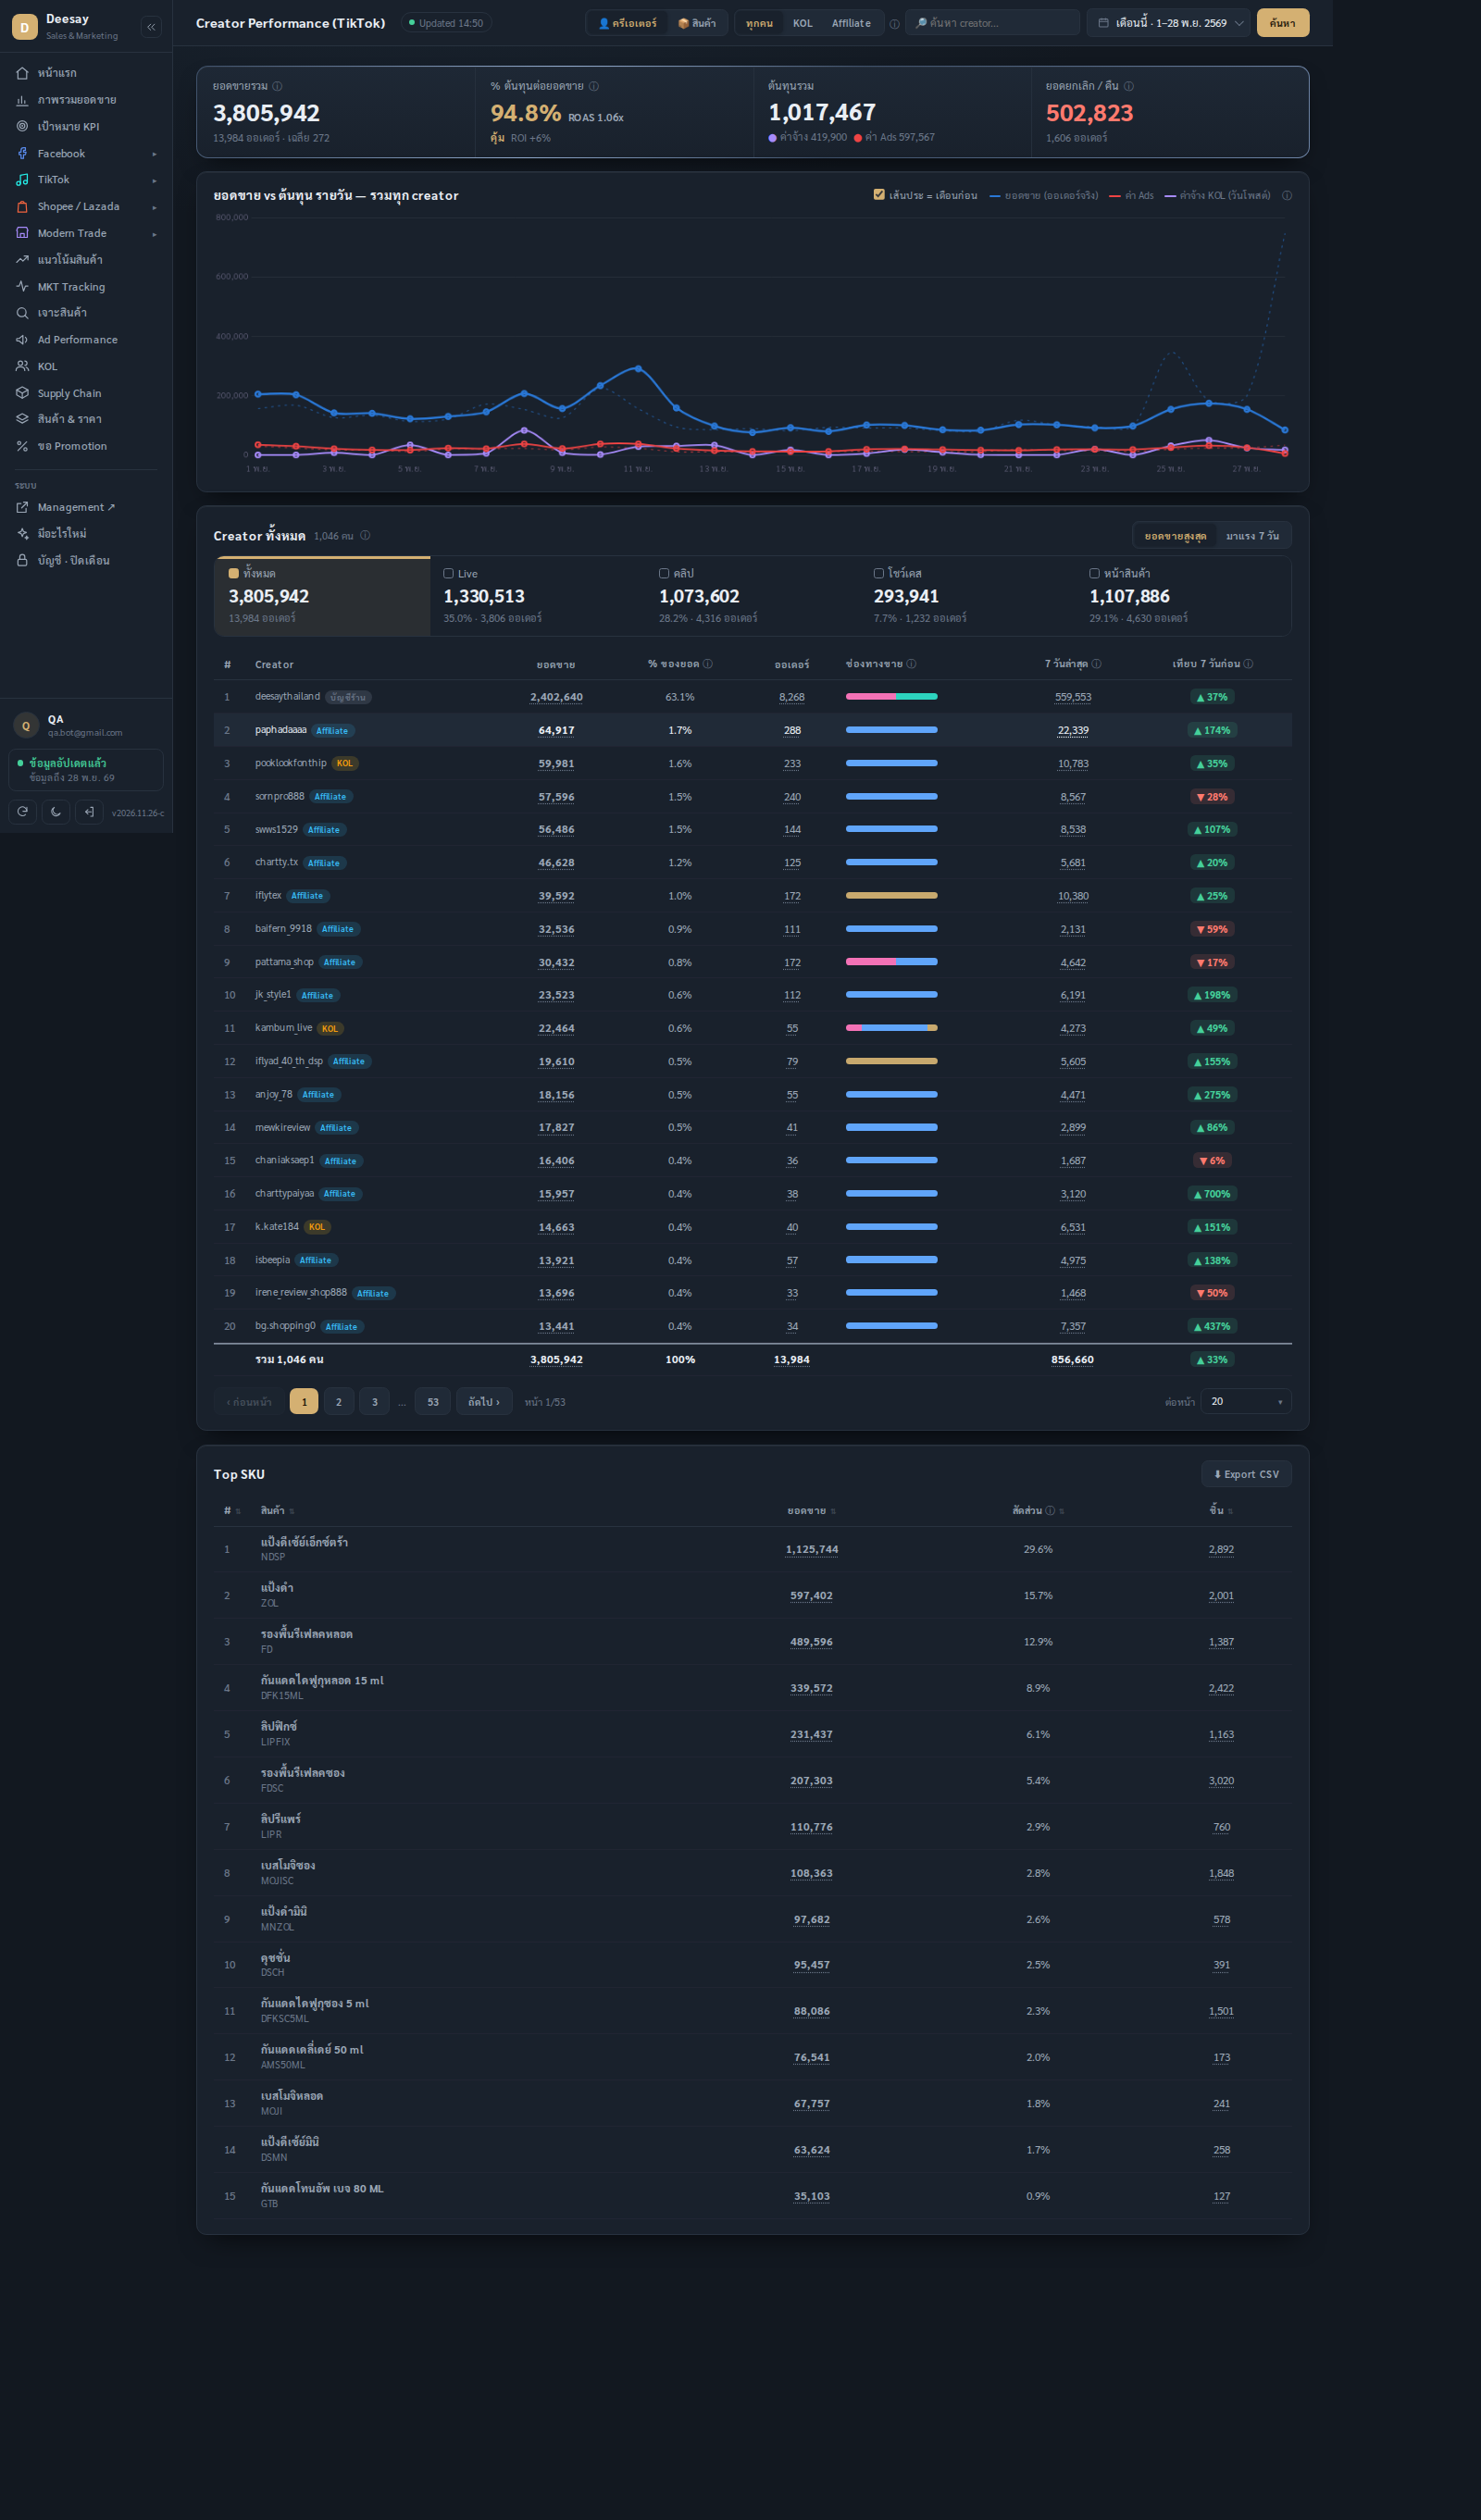 D
Deesay
Sales & Marketing
หน้าแรก
ภาพรวมยอดขาย
เป้าหมาย KPI
Facebook
TikTok
Shopee / Lazada
Modern Trade
แนวโน้มสินค้า
MKT Tracking
เจาะสินค้า
Ad Performance
KOL
Supply Chain
สินค้า & ราคา
ขอ Promotion
ระบบ
Management ↗
มีอะไรใหม่
บัญชี · ปิดเดือน
Q
QA
qa.bot@gmail.com
ข้อมูลอัปเดตแล้ว
ข้อมูลถึง 28 พ.ย. 69
v2026.11.26-c
Creator Performance (TikTok)
Updated 14:50
ครีเอเตอร์ สินค้า
ทุกคน KOL Affiliate
ค้นหา creator...
เดือนนี้ · 1–28 พ.ย. 2569
ค้นหา
ยอดขายรวม
3,805,942
13,984 ออเดอร์ · เฉลี่ย 272
% ต้นทุนต่อยอดขาย
94.8% ROAS 1.06x
คุ้ม ROI +6%
ต้นทุนรวม
1,017,467
ค่าจ้าง 419,900 ค่า Ads 597,567
ยอดยกเลิก / คืน
502,823
1,606 ออเดอร์
ยอดขาย vs ต้นทุน รายวัน — รวมทุก creator
เส้นประ = เดือนก่อน ยอดขาย (ออเดอร์จริง) ค่า Ads ค่าจ้าง KOL (วันโพสต์)
800,000
600,000
400,000
200,000
0
1 พ.ย. 3 พ.ย. 5 พ.ย. 7 พ.ย. 9 พ.ย. 11 พ.ย. 13 พ.ย. 15 พ.ย. 17 พ.ย. 19 พ.ย. 21 พ.ย. 23 พ.ย. 25 พ.ย. 27 พ.ย.
Creator ทั้งหมด 1,046 คน
ยอดขายสูงสุด มาแรง 7 วัน
ทั้งหมด
3,805,942
13,984 ออเดอร์
Live
1,330,513
35.0% · 3,806 ออเดอร์
คลิป
1,073,602
28.2% · 4,316 ออเดอร์
โชว์เคส
293,941
7.7% · 1,232 ออเดอร์
หน้าสินค้า
1,107,886
29.1% · 4,630 ออเดอร์
# Creator ยอดขาย % ของยอด ออเดอร์ ช่องทางขาย 7 วันล่าสุด เทียบ 7 วันก่อน
1 deesaythailand บัญชีร้าน 2,402,640 63.1% 8,268 559,553 ▲ 37%
2 paphadaaaa Affiliate 64,917 1.7% 288 22,339 ▲ 174%
3 pooklookfonthip KOL 59,981 1.6% 233 10,783 ▲ 35%
4 sornpro888 Affiliate 57,596 1.5% 240 8,567 ▼ 28%
5 swws1529 Affiliate 56,486 1.5% 144 8,538 ▲ 107%
6 chartty.tx Affiliate 46,628 1.2% 125 5,681 ▲ 20%
7 iflytex Affiliate 39,592 1.0% 172 10,380 ▲ 25%
8 baifern_9918 Affiliate 32,536 0.9% 111 2,131 ▼ 59%
9 pattama_shop Affiliate 30,432 0.8% 172 4,642 ▼ 17%
10 jk_style1 Affiliate 23,523 0.6% 112 6,191 ▲ 198%
11 kambum_live KOL 22,464 0.6% 55 4,273 ▲ 49%
12 iflyad_40_th_dsp Affiliate 19,610 0.5% 79 5,605 ▲ 155%
13 anjoy_78 Affiliate 18,156 0.5% 55 4,471 ▲ 275%
14 mewkireview Affiliate 17,827 0.5% 41 2,899 ▲ 86%
15 chaniaksaep1 Affiliate 16,406 0.4% 36 1,687 ▼ 6%
16 charttypaiyaa Affiliate 15,957 0.4% 38 3,120 ▲ 700%
17 k.kate184 KOL 14,663 0.4% 40 6,531 ▲ 151%
18 isbeepia Affiliate 13,921 0.4% 57 4,975 ▲ 138%
19 irene_review_shop888 Affiliate 13,696 0.4% 33 1,468 ▼ 50%
20 bg.shopping0 Affiliate 13,441 0.4% 34 7,357 ▲ 437%
รวม 1,046 คน 3,805,942 100% 13,984 856,660 ▲ 33%
‹ ก่อนหน้า 1 2 3 ... 53 ถัดไป › หน้า 1/53
ต่อหน้า 20
Top SKU
Export CSV
# สินค้า ยอดขาย สัดส่วน ชิ้น
1 แป้งดีเซ้ย์เอ็กซ์ตร้า 1,125,744 29.6% 2,892
NDSP
2 แป้งดำ 597,402 15.7% 2,001
ZOL
3 รองพื้นรีเฟลคหลอด 489,596 12.9% 1,387
FD
4 กันแดดไดฟูกุหลอด 15 ml 339,572 8.9% 2,422
DFK15ML
5 ลิปฟิกซ์ 231,437 6.1% 1,163
LIPFIX
6 รองพื้นรีเฟลคซอง 207,303 5.4% 3,020
FDSC
7 ลิปรีแพร์ 110,776 2.9% 760
LIPR
8 เบสโมจิซอง 108,363 2.8% 1,848
MOJISC
9 แป้งดำมินิ 97,682 2.6% 578
MNZOL
10 คุชชั่น 95,457 2.5% 391
DSCH
11 กันแดดไดฟูกุซอง 5 ml 88,086 2.3% 1,501
DFKSC5ML
12 กันแดดเดลี่เดย์ 50 ml 76,541 2.0% 173
AMS50ML
13 เบสโมจิหลอด 67,757 1.8% 241
MOJI
14 แป้งดีเซ้ย์มินิ 63,624 1.7% 258
DSMN
15 กันแดดโทนอัพ เบจ 80 ML 35,103 0.9% 127
GTB